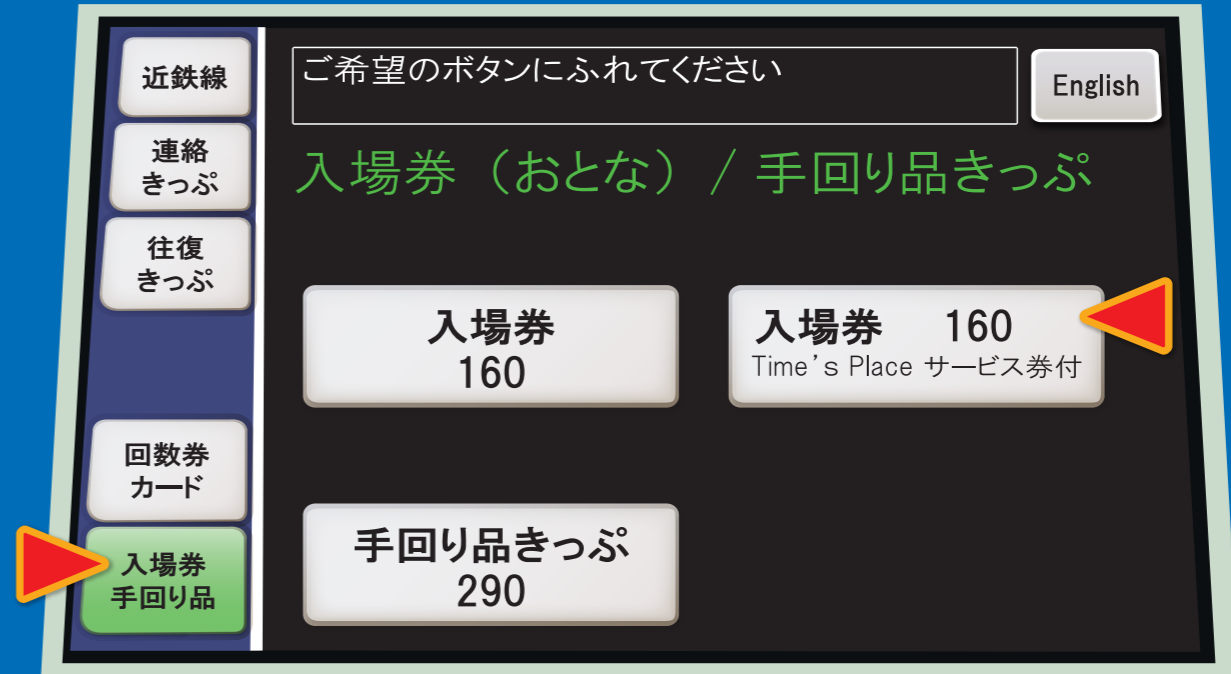 近鉄線
連絡
きっぷ
往復
きっぷ
回数券
カード
入場券
手回り品
ご希望のボタンにふれてください
English
入場券（おとな）/ 手回り品きっぷ
入場券
160
入場券 160
Time's Place サービス券付
手回り品きっぷ
290